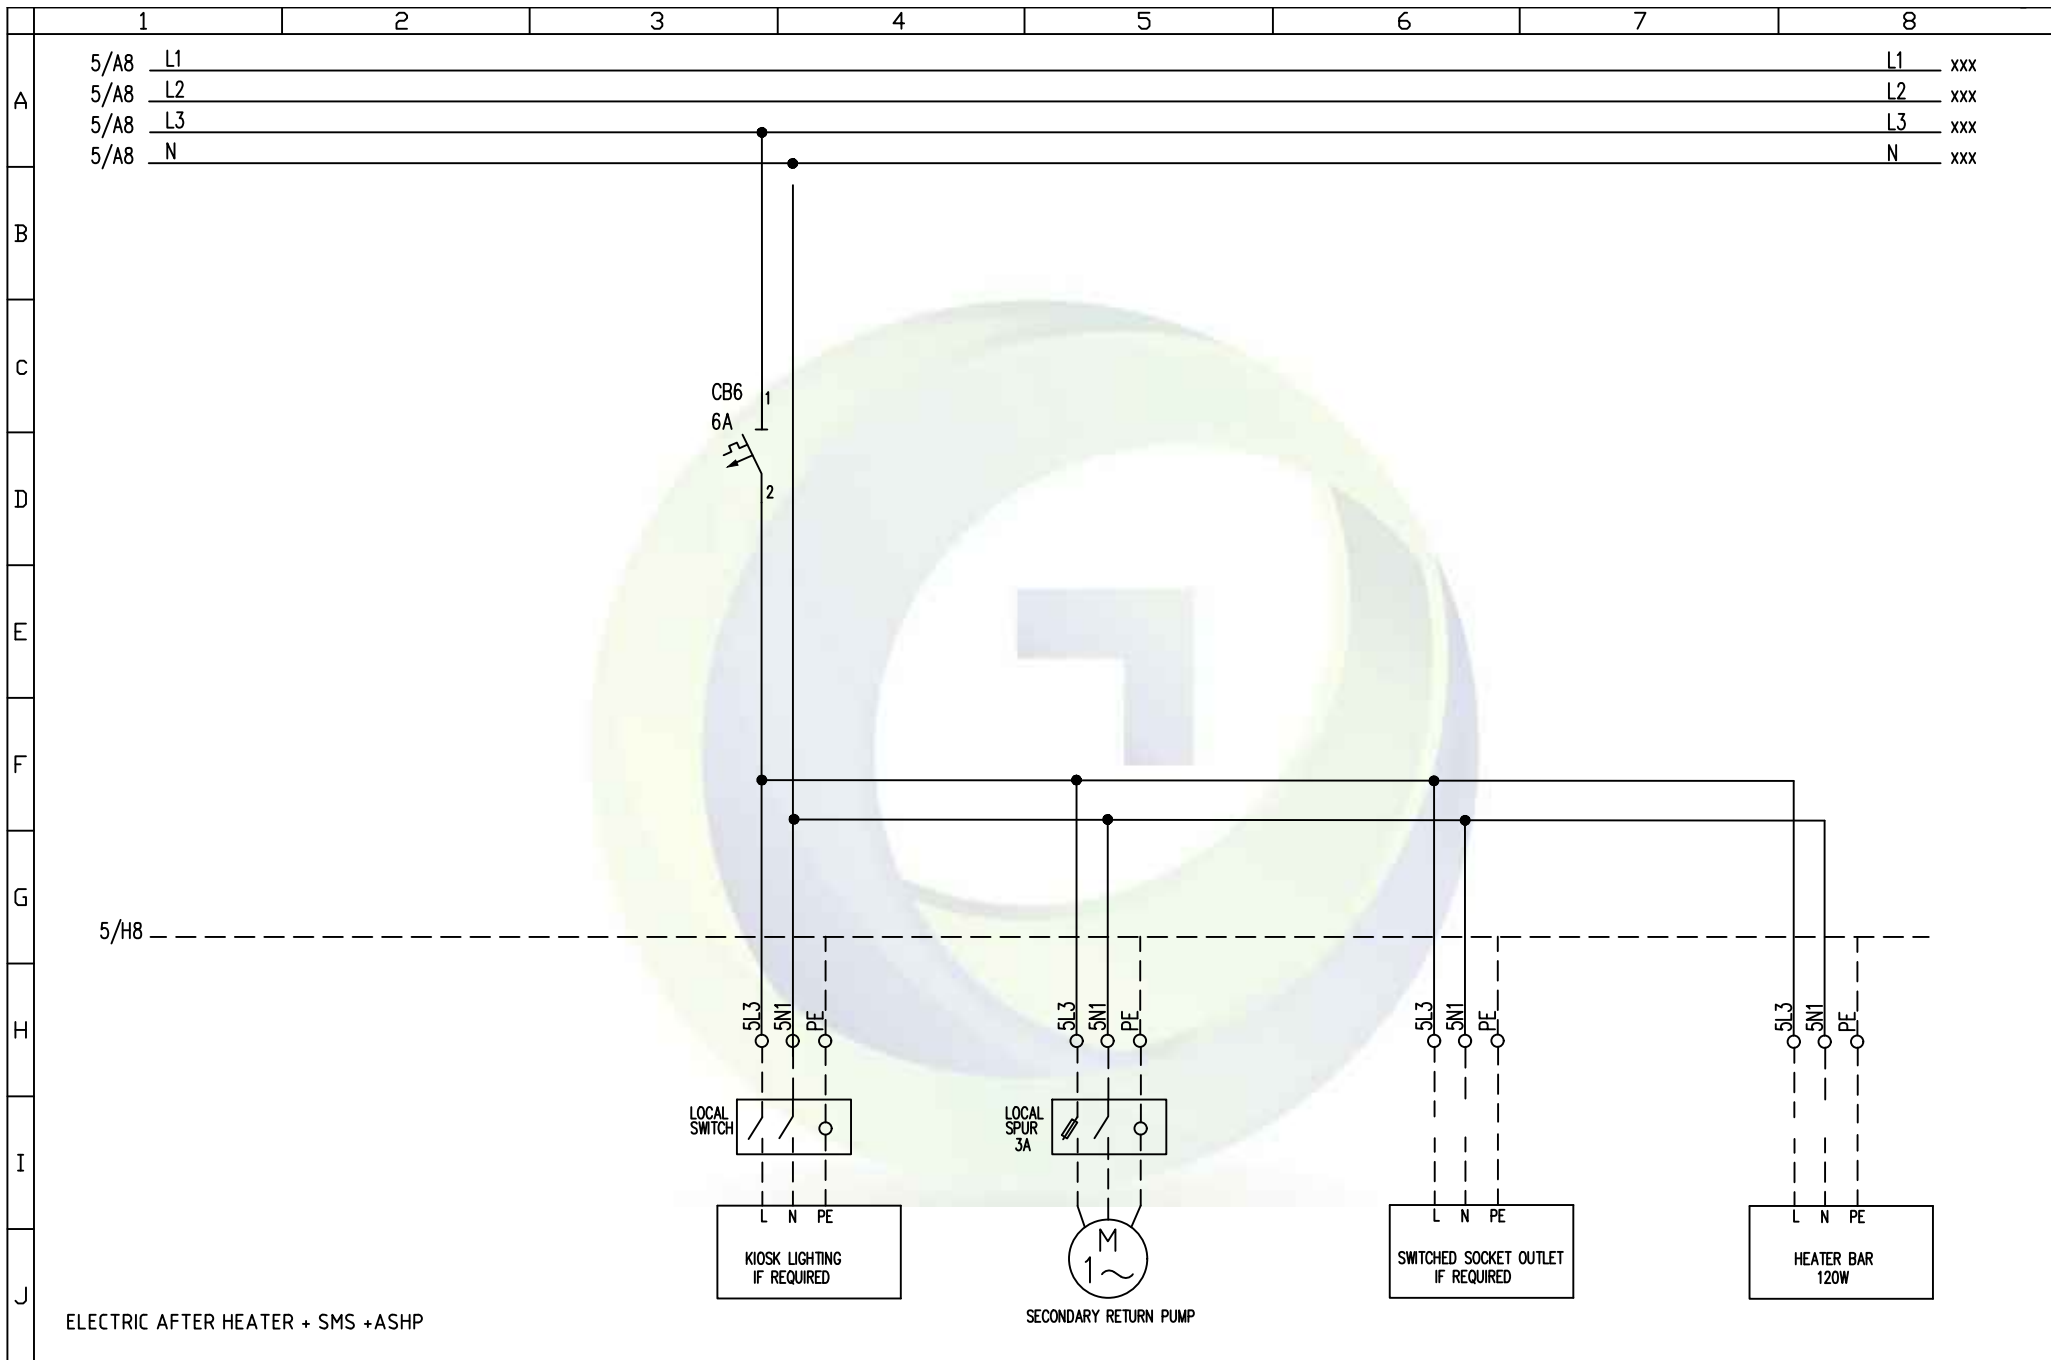 1 2 3 4 5 6 7 8
5/A8 L1 L1 xxx
5/A8 L2 L2 xxx
5/A8 L3 L3 xxx
5/A8 N N xxx
A
B
C
D
E
F
G
H
I
J
CB6 1
6A
2
5/H8
5L3 5N1 PE 5L3 5N1 PE 5L3 5N1 PE 5L3 5N1 PE
LOCAL
SWITCH
LOCAL
SPUR
3A
L N PE
KIOSK LIGHTING
IF REQUIRED
M
1~
SECONDARY RETURN PUMP
L N PE
SWITCHED SOCKET OUTLET
IF REQUIRED
L N PE
HEATER BAR
120W
ELECTRIC AFTER HEATER + SMS +ASHP